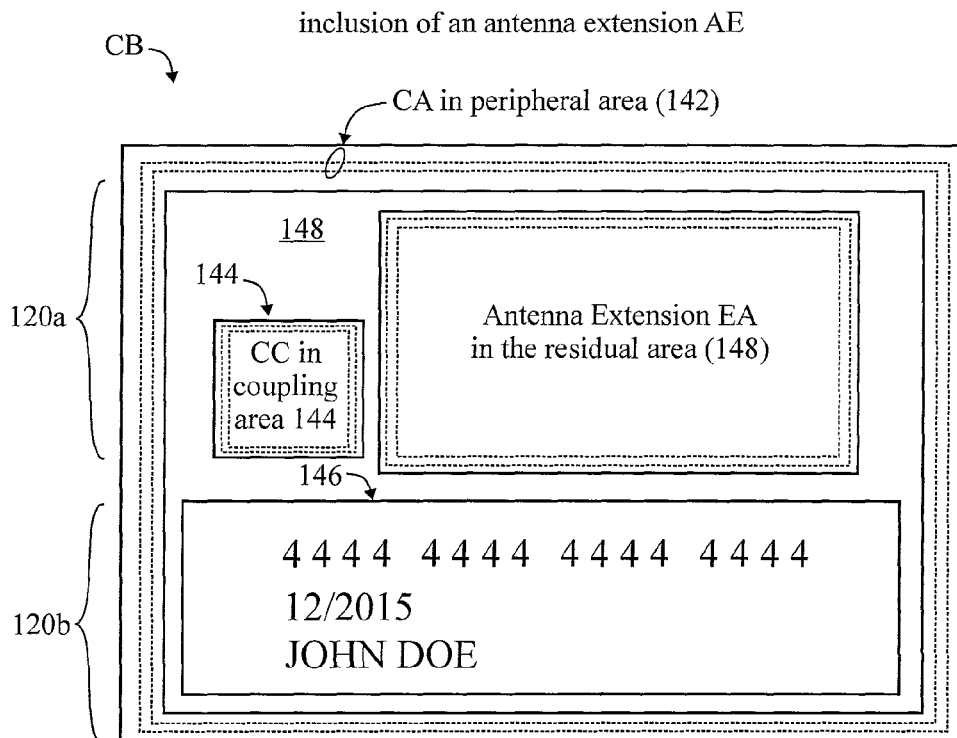 inclusion of an antenna extension AE
CB
CA in peripheral area (142)
148
144
120a
Antenna Extension EA
in the residual area (148)
CC in
coupling
area 144
146
4444 4444 4444 4444
12/2015
JOHN DOE
120b